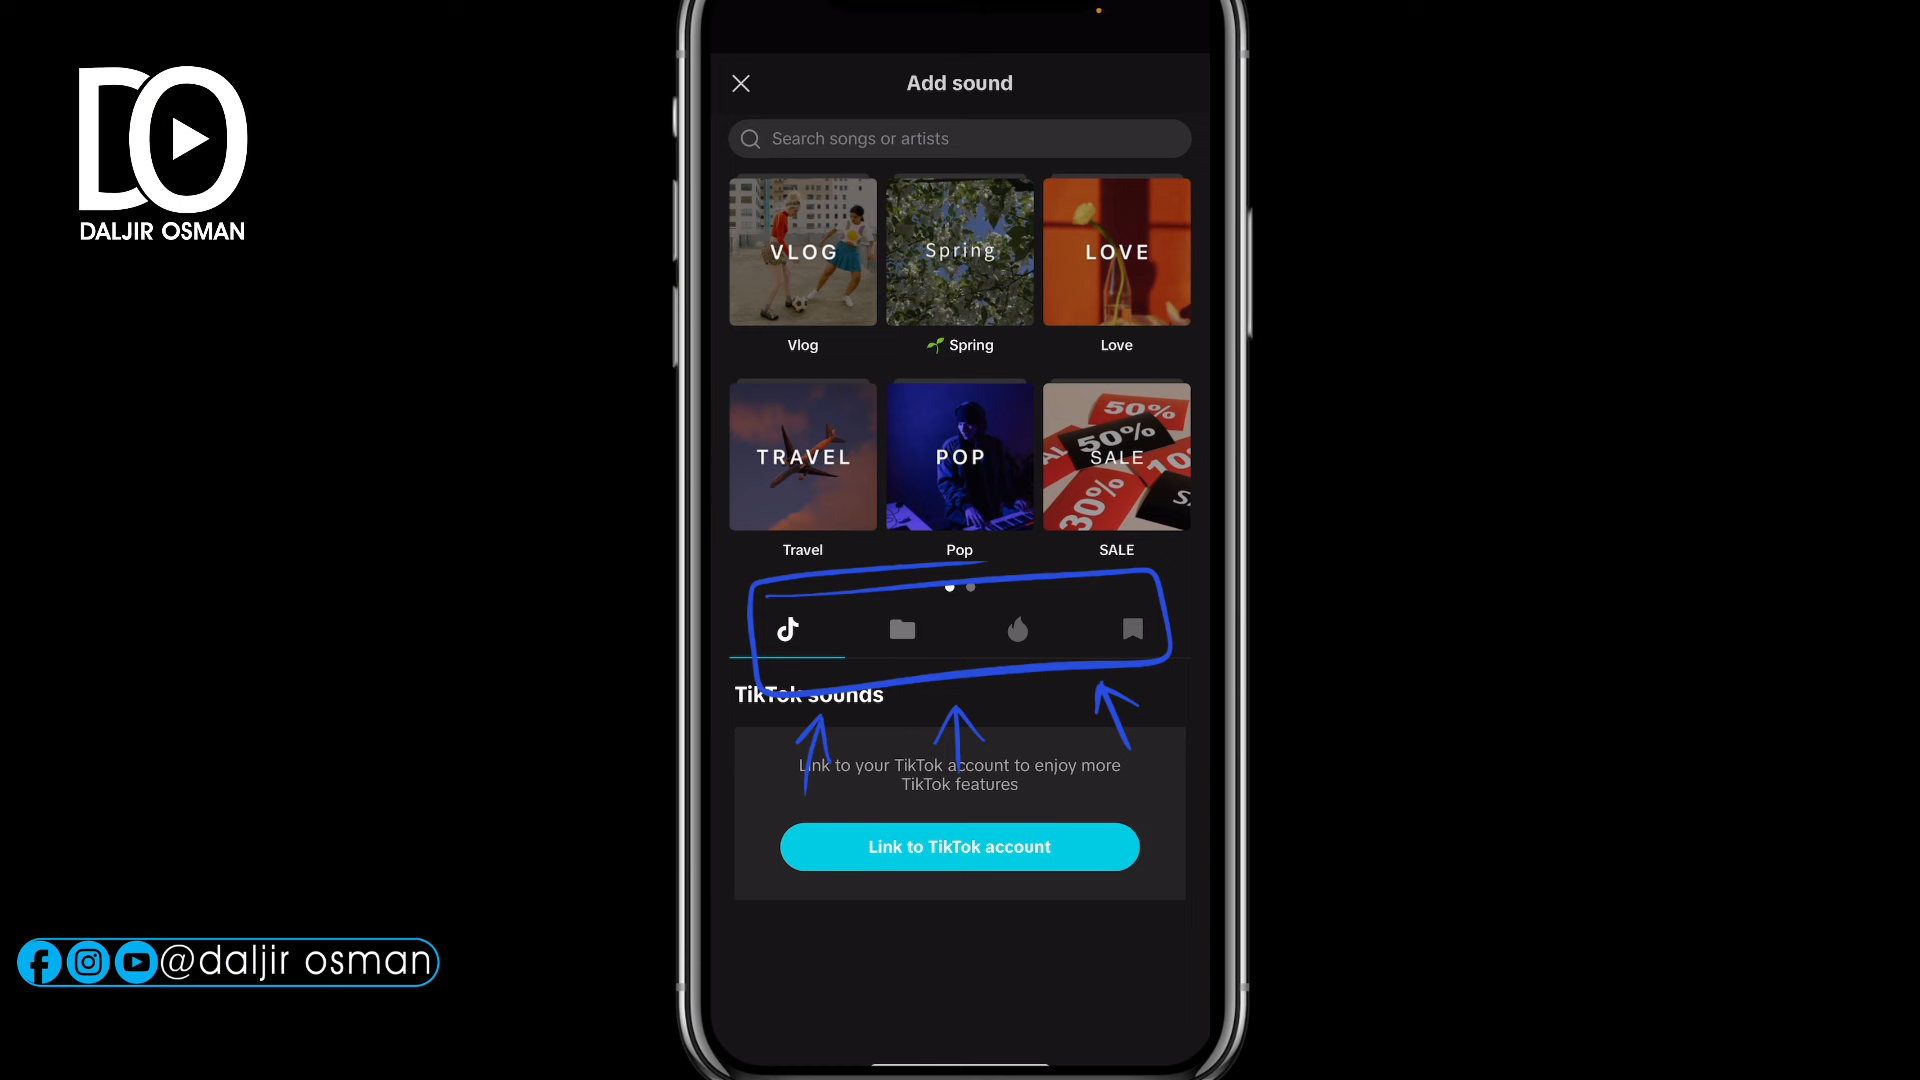 DO
DALJIR OSMAN
Add sound
Search songs or artists
VLOG
Spring
LOVE
Vlog
Spring
Love
TRAVEL
POP
50%
50%
SALE
30%
Travel
Pop
SALE
TikTok sounds
Link to your TikTok account to enjoy more
TikTok features
Link to TikTok account
@daljir osman